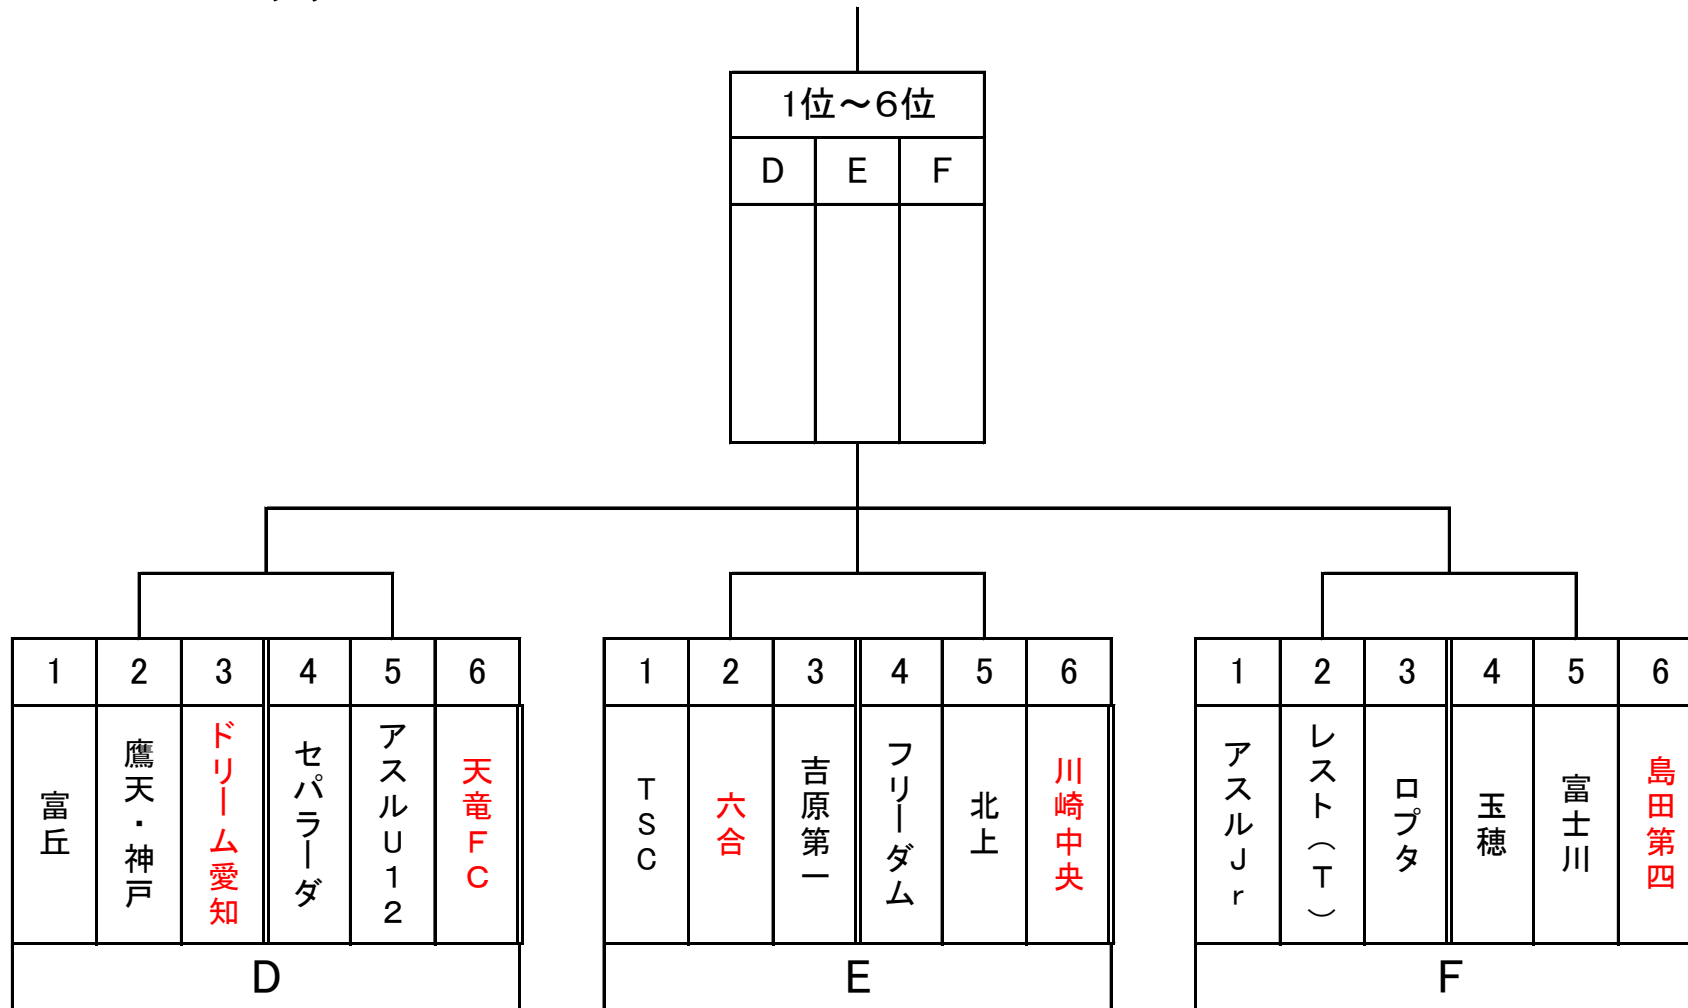 1位～6位
D E F
1 2 3 4 5 6
富丘
鷹天・神戸
ドリーム愛知
セパラーダ
アスルU12
天竜FC
D
1 2 3 4 5 6
TSC
六合
吉原第一
フリーダム
北上
川崎中央
E
1 2 3 4 5 6
アスルJr
レスト（T）
ロプタ
玉穂
富士川
島田第四
F